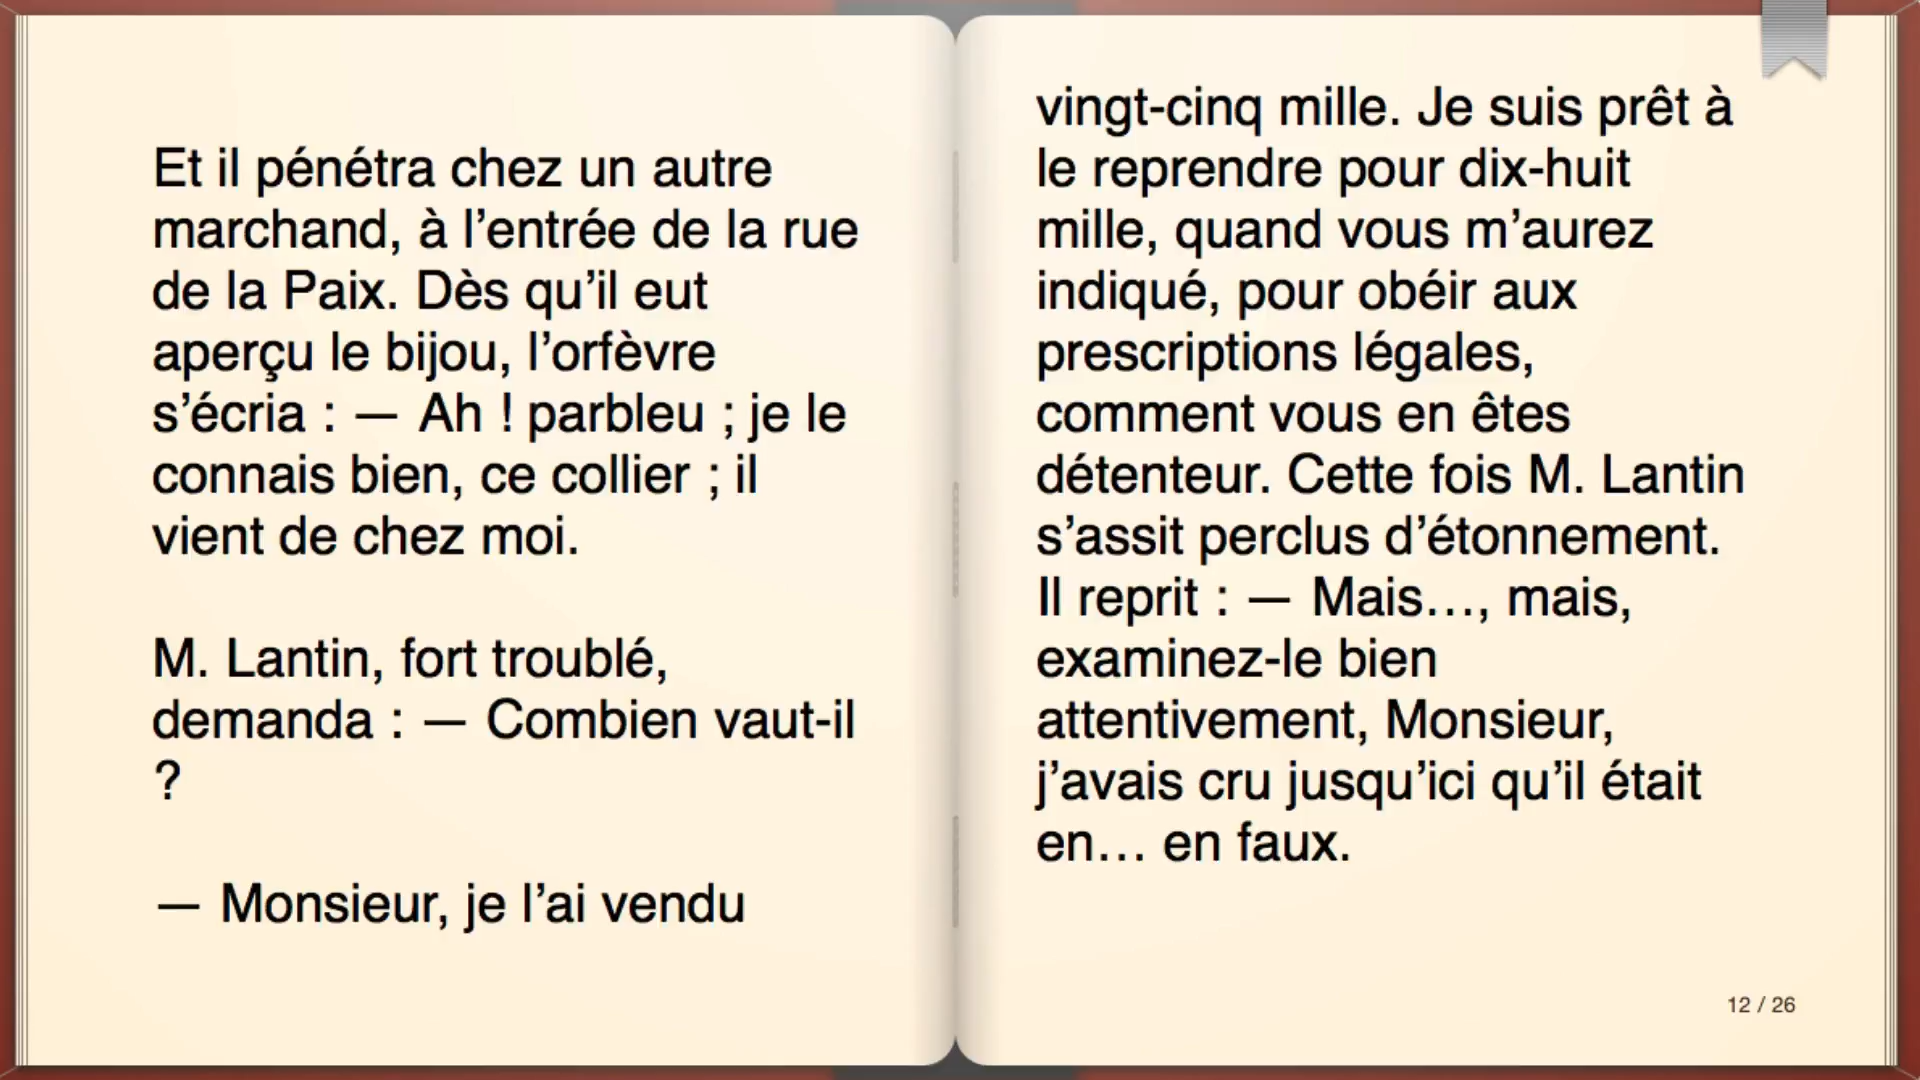 Et il pénétra chez un autre
marchand, à l’entrée de la rue
de la Paix. Dès qu’il eut
aperçu le bijou, l’orfèvre
s’écria : — Ah ! parbleu ; je le
connais bien, ce collier ; il
vient de chez moi.
M. Lantin, fort troublé,
demanda : — Combien vaut-il
?
— Monsieur, je l’ai vendu
vingt-cinq mille. Je suis prêt à
le reprendre pour dix-huit
mille, quand vous m’aurez
indiqué, pour obéir aux
prescriptions légales,
comment vous en êtes
détenteur. Cette fois M. Lantin
s’assit perclus d’étonnement.
Il reprit : — Mais…, mais,
examinez-le bien
attentivement, Monsieur,
j’avais cru jusqu’ici qu’il était
en… en faux.
12 / 26